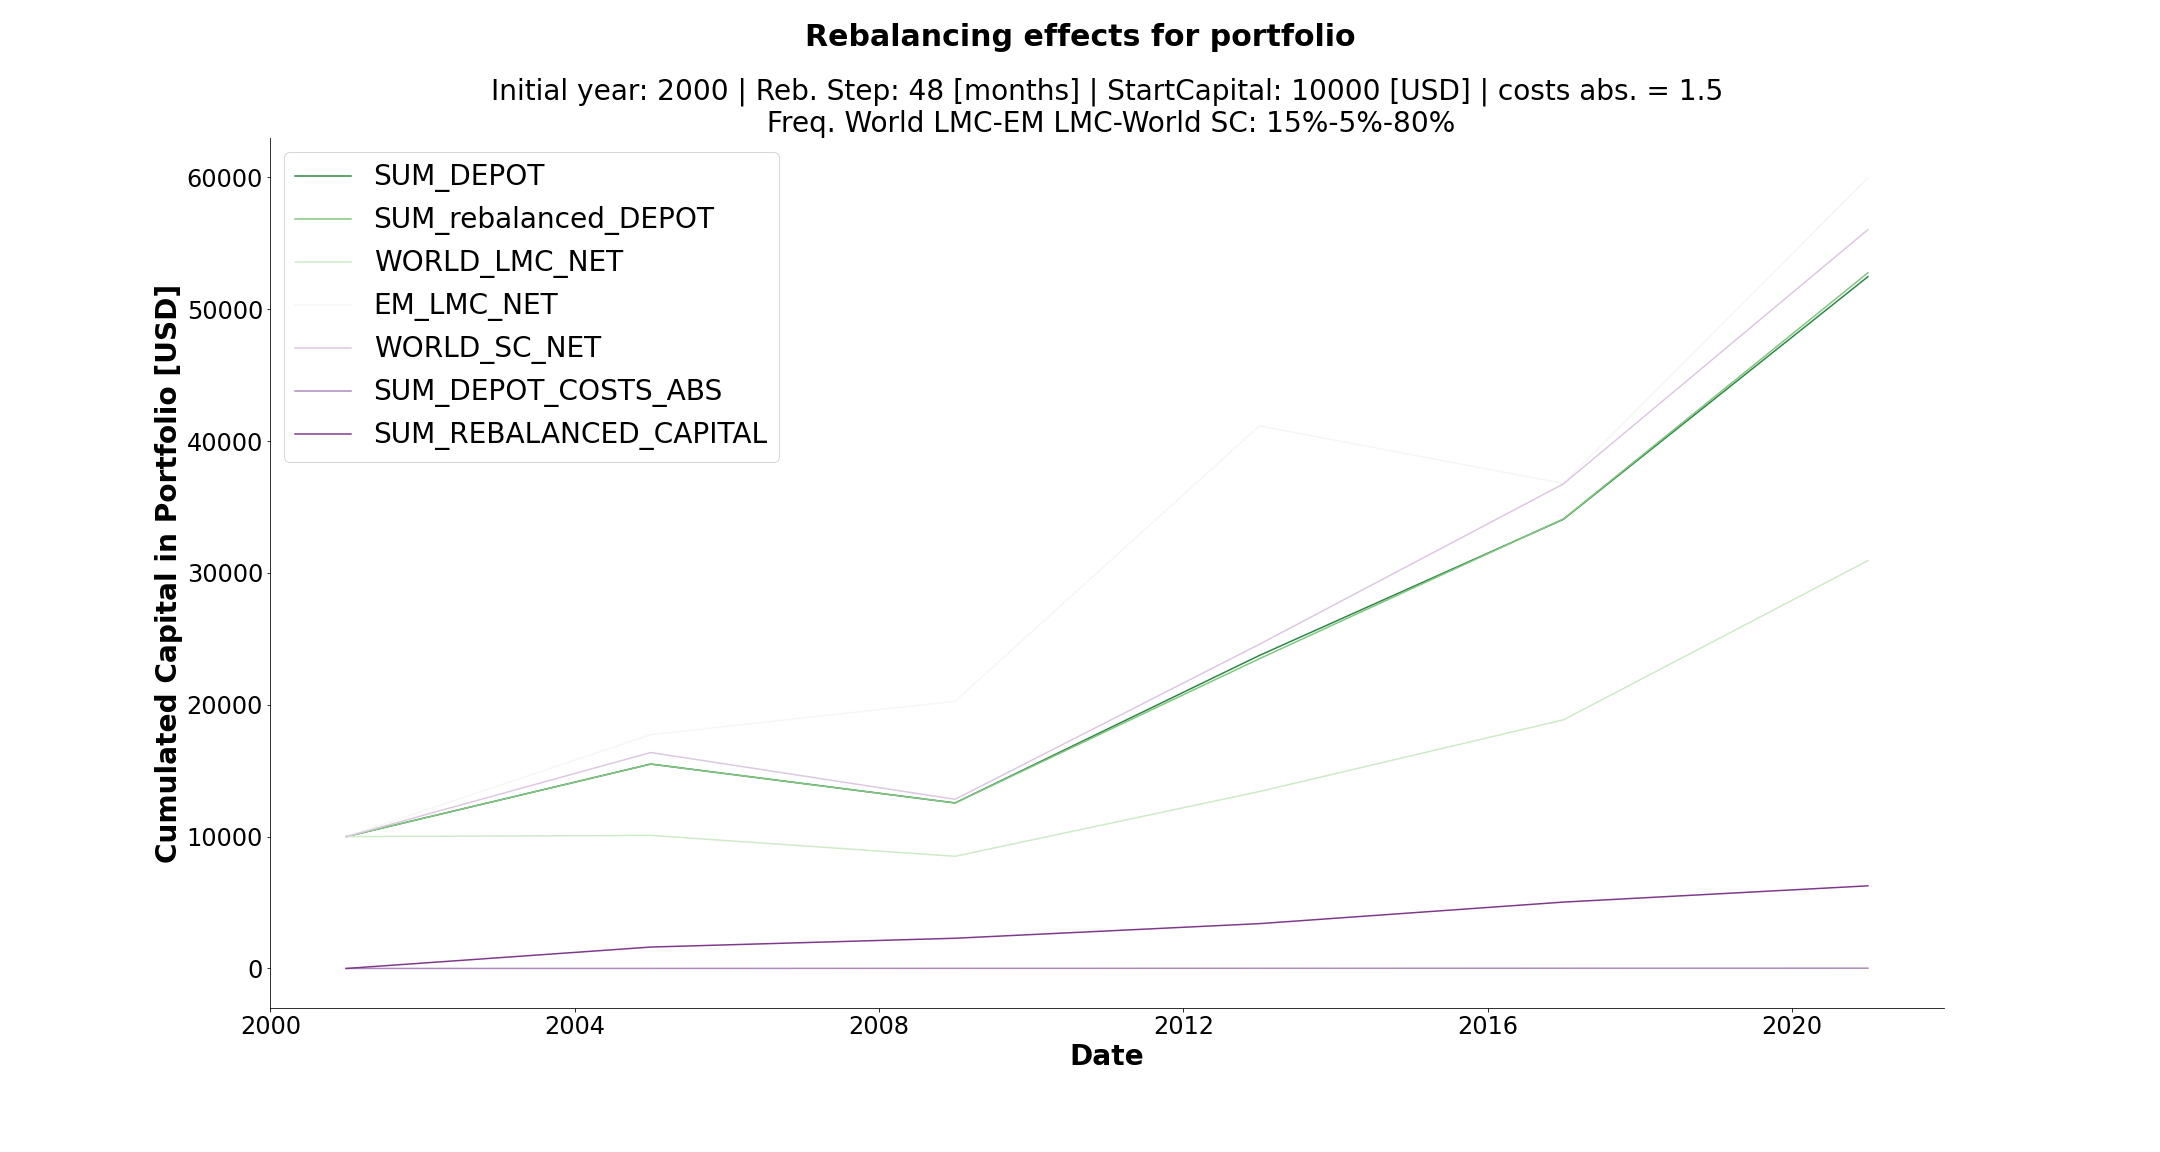 Rebalancing effects for portfolio
Initial year: 2000 | Reb. Step: 48 [months] | StartCapital: 10000 [USD] | costs abs. = 1.5
Freq. World LMC-EM LMC-World SC: 15%-5%-80%
SUM_DEPOT
SUM_rebalanced_DEPOT
WORLD_LMC_NET
EM_LMC_NET
WORLD_SC_NET
SUM_DEPOT_COSTS_ABS
SUM_REBALANCED_CAPITAL
Cumulated Capital in Portfolio [USD]
60000
50000
40000
30000
20000
10000
0
2000 2004 2008 2012 2016 2020
Date